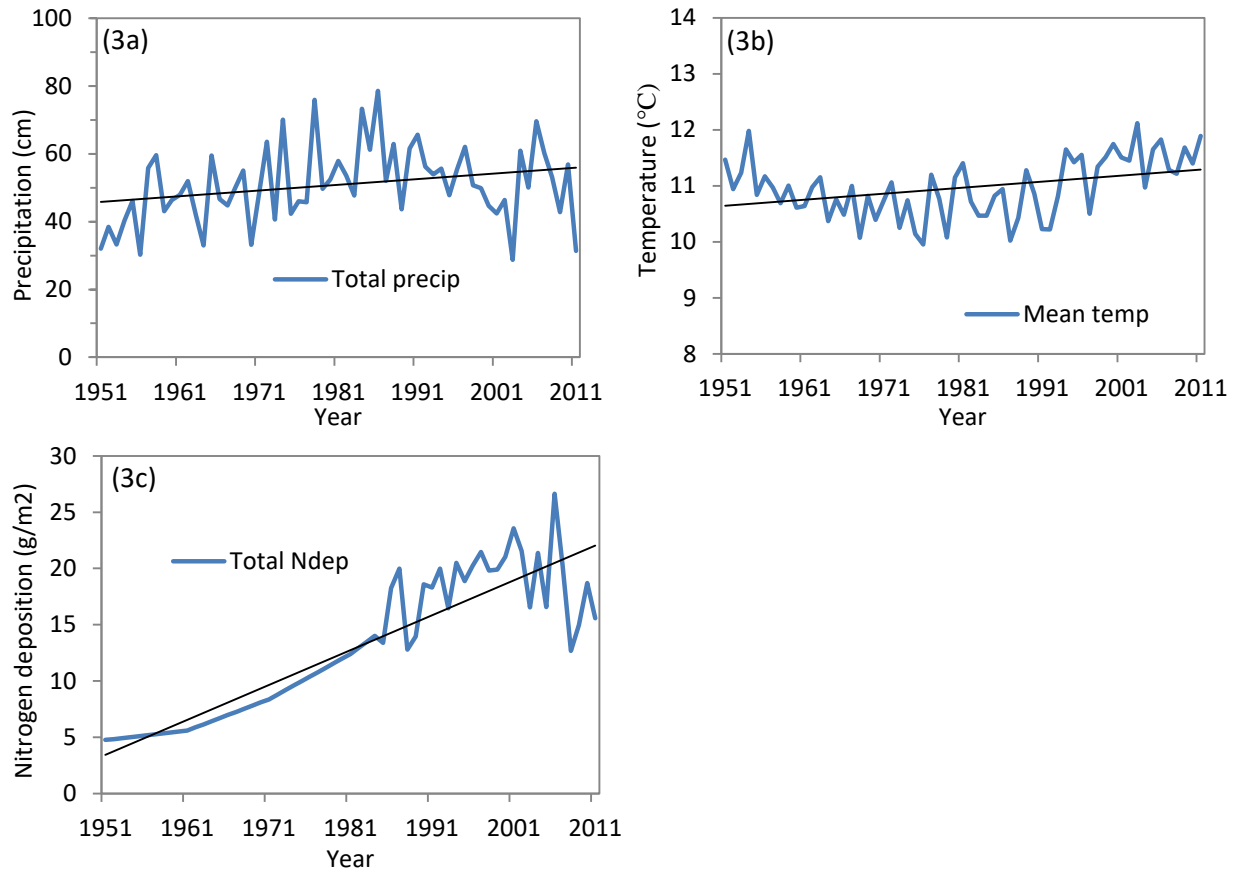 (3a)
Precipitation (cm)
100
80
60
40
20
0
Total precip
1951 1961 1971 1981 1991 2001 2011
Year
(3b)
Temperature (°C)
14
13
12
11
10
9
8
Mean temp
1951 1961 1971 1981 1991 2001 2011
Year
(3c)
Nitrogen deposition (g/m2)
30
25
20
15
10
5
0
Total Ndep
1951 1961 1971 1981 1991 2001 2011
Year